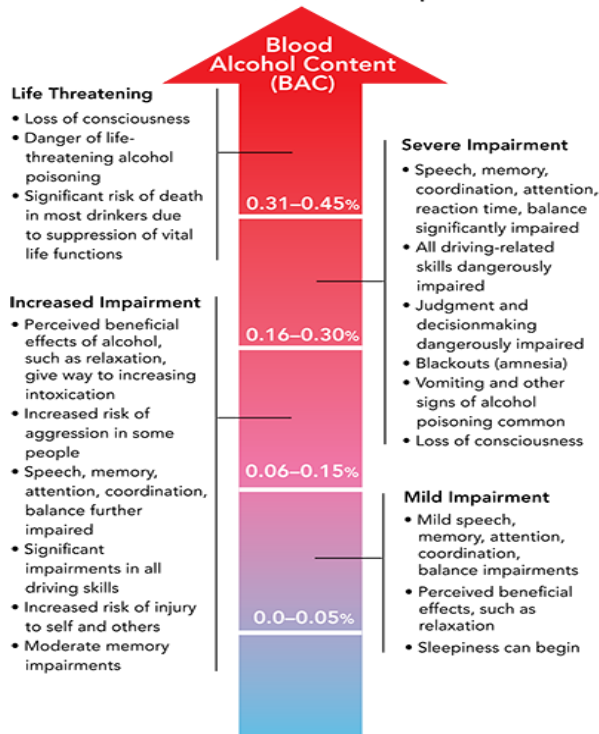 Blood
Alcohol Content
(BAC)
Life Threatening
• Loss of consciousness
• Danger of life-
threatening alcohol
poisoning
• Significant risk of death
in most drinkers due
to suppression of vital
life functions
0.31–0.45%
Severe Impairment
• Speech, memory,
coordination, attention,
reaction time, balance
significantly impaired
• All driving-related
skills dangerously
impaired
• Judgment and
decisionmaking
dangerously impaired
• Blackouts (amnesia)
• Vomiting and other
signs of alcohol
poisoning common
• Loss of consciousness
0.16–0.30%
Increased Impairment
• Perceived beneficial
effects of alcohol,
such as relaxation,
give way to increasing
intoxication
• Increased risk of
aggression in some
people
• Speech, memory,
attention, coordination,
balance further
impaired
• Significant
impairments in all
driving skills
• Increased risk of injury
to self and others
• Moderate memory
impairments
0.06–0.15%
Mild Impairment
• Mild speech,
memory, attention,
coordination,
balance impairments
• Perceived beneficial
effects, such as
relaxation
• Sleepiness can begin
0.0–0.05%